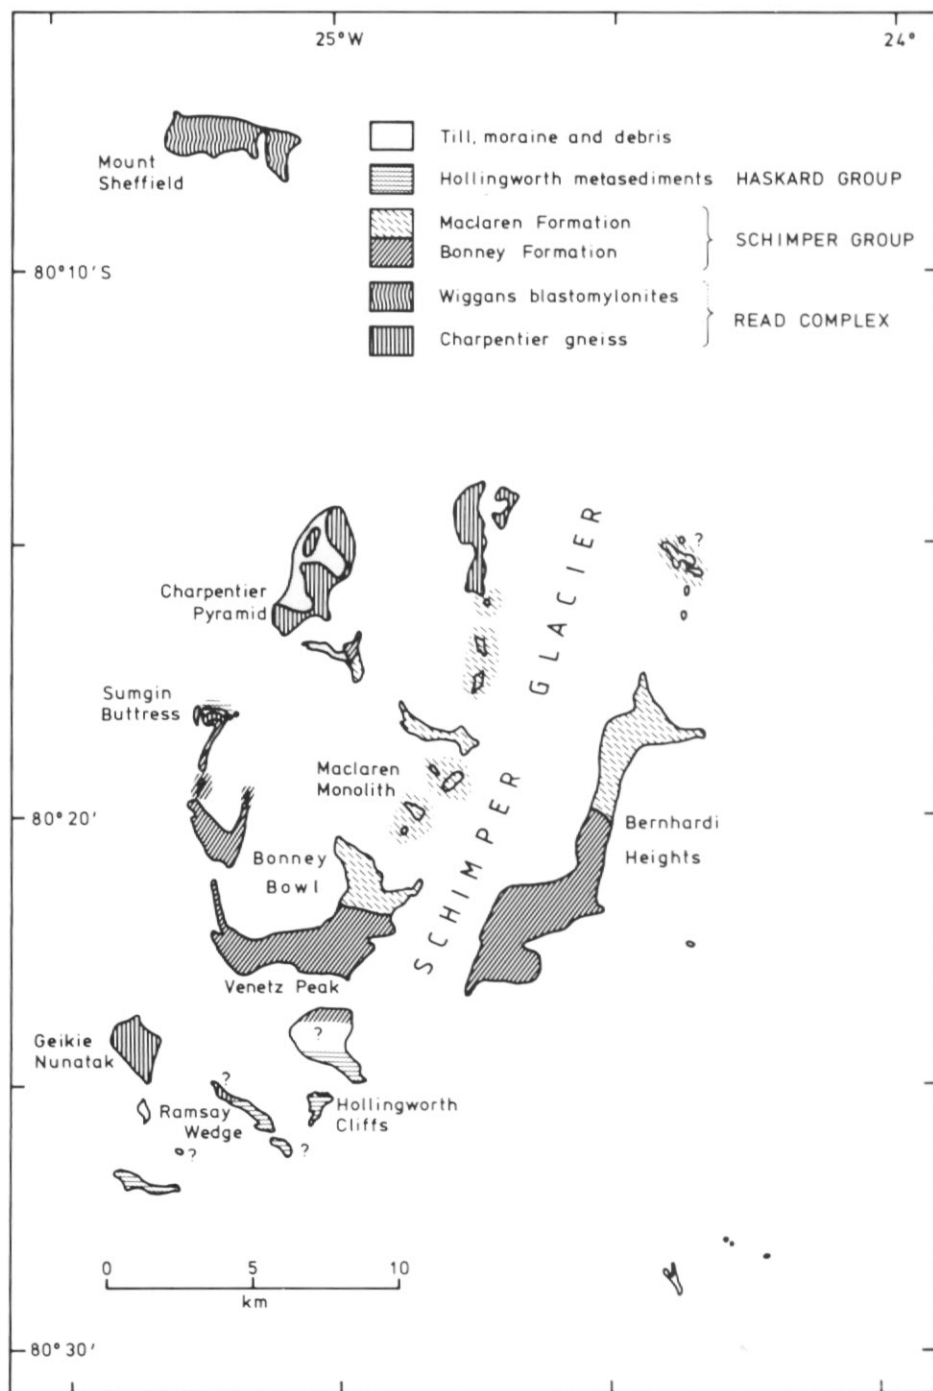 25°W
24°
Mount
Sheffield
Till, moraine and debris
Hollingworth metasediments HASKARD GROUP
Maclaren Formation
Bonney Formation
SCHIMPER GROUP
80°10'S
Wiggans blastomylonites
Charpentier gneiss
READ COMPLEX
Charpentier
Pyramid
?
SCHIMPER GLACIER
Sumgin
Buttress
Maclaren
Monolith
80°20'
Bernhardi
Heights
Bonney
Bowl
Venetz Peak
Geikie
Nunatak
?
?
Ramsay
Wedge
Hollingworth
Cliffs
?
?
0 5 10
km
80°30'